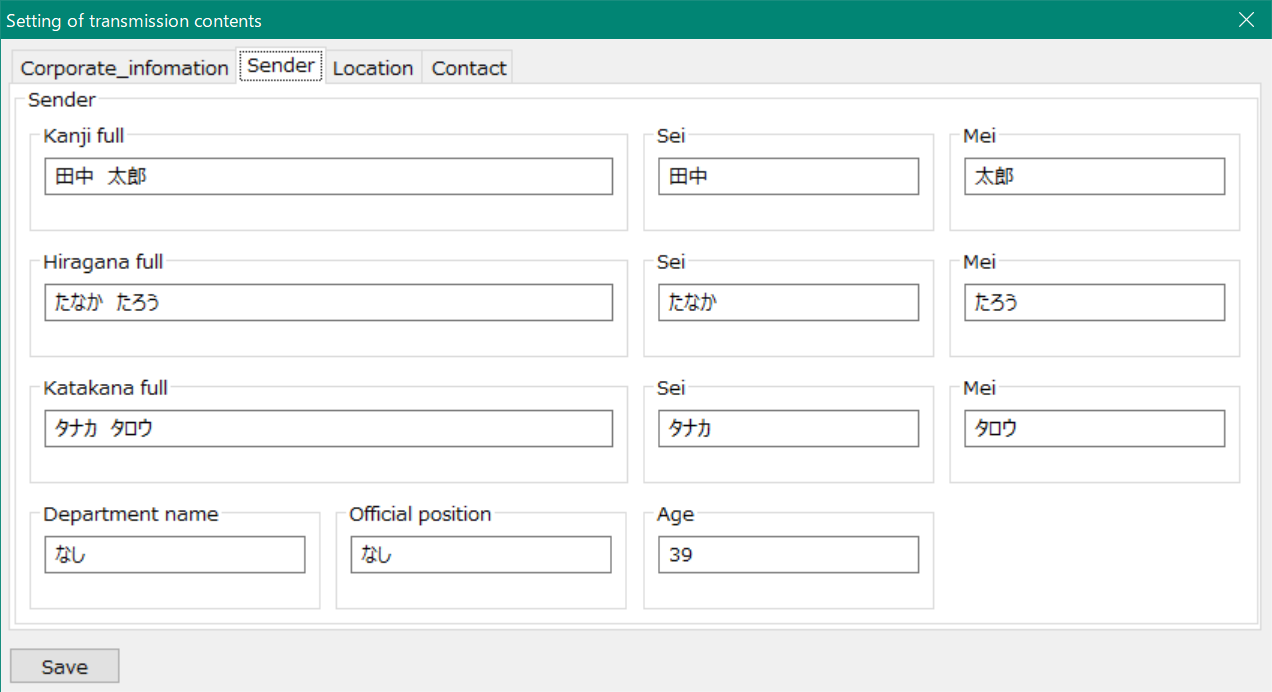 Setting of transmission contents
Corporate_infomation Sender Location Contact
Sender
Kanji full Sei Mei
田中 太郎 田中 太郎
Hiragana full Sei Mei
たなか たろう たなか たろう
Katakana full Sei Mei
タナカ タロウ タナカ タロウ
Department name Official position Age
なし なし 39
Save